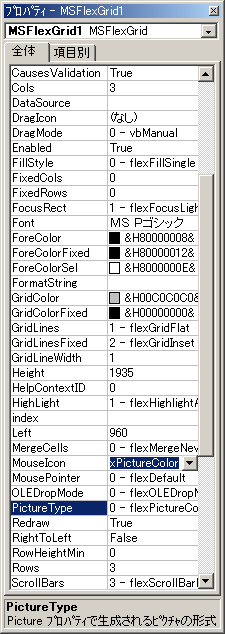 ﾌﾟﾛﾊﾟﾃｨ - MSFlexGrid1
MSFlexGrid1 MSFlexGrid
全体 項目別
CausesValidation True
Cols 3
DataSource
DragIcon (なし)
DragMode 0 - vbManual
Enabled True
FillStyle 0 - flexFillSingle
FixedCols 0
FixedRows 0
FocusRect 1 - flexFocusLigh
Font ＭＳ Ｐゴシック
ForeColor &H80000008&
ForeColorFixed &H80000012&
ForeColorSel &H8000000E&
FormatString
GridColor &H00C0C0C0&
GridColorFixed &H00000000&
GridLines 1 - flexGridFlat
GridLinesFixed 2 - flexGridInset
GridLineWidth 1
Height 1935
HelpContextID 0
HighLight 1 - flexHighlightA
index
Left 960
MergeCells 0 - flexMergeNev
MouseIcon xPictureColor
MousePointer 0 - flexDefault
OLEDropMode 0 - flexOLEDropN
PictureType 0 - flexPictureCo
Redraw True
RightToLeft False
RowHeightMin 0
Rows 3
ScrollBars 3 - flexScrollBar
PictureType
Picture ﾌﾟﾛﾊﾟﾃｨで生成されるﾋﾟｸﾁｬの形式